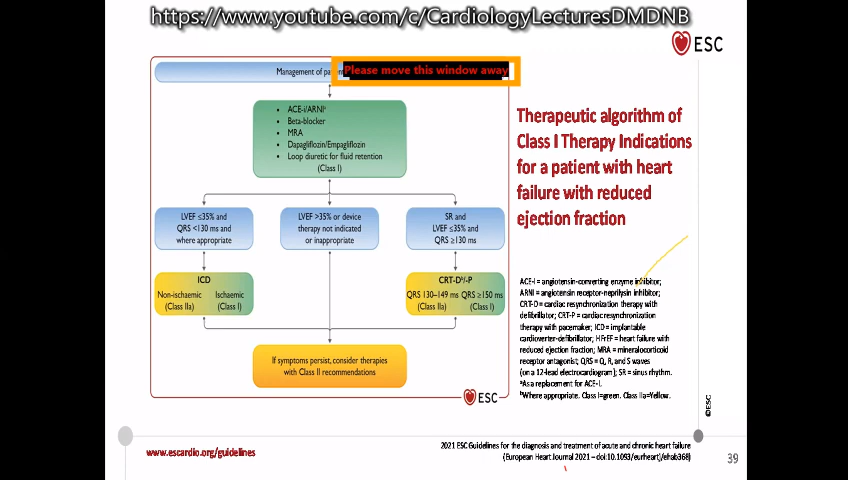 https://www.youtube.com/c/CardiologyLecturesDMDNB
ESC
Management of
Please move this window away
• ACE-I/ARNIᵃ
• Beta-blocker
• MRA
• Dapagliflozin/Empagliflozin
• Loop diuretic for fluid retention
(Class I)
LVEF ≤35% and
QRS <130 ms and
where appropriate
LVEF >35% or device
therapy not indicated
or inappropriate
SR and
LVEF ≤35% and
QRS ≥130 ms
ICD
Non-ischaemic
(Class IIa)
Ischaemic
(Class I)
CRT-Dᵇ/-P
QRS 130–149 ms
(Class IIa)
QRS ≥150 ms
(Class I)
If symptoms persist, consider therapies
with Class II recommendations
ESC
Therapeutic algorithm of
Class I Therapy Indications
for a patient with heart
failure with reduced
ejection fraction
ACE-I = angiotensin-converting enzyme inhibitor;
ARNI = angiotensin receptor-neprilysin inhibitor;
CRT-D = cardiac resynchronization therapy with
defibrillator; CRT-P = cardiac resynchronization
therapy with pacemaker; ICD = implantable
cardioverter-defibrillator; HFrEF = heart failure with
reduced ejection fraction; MRA = mineralocorticoid
receptor antagonist; QRS = Q, R, and S waves
(on a 12-lead electrocardiogram); SR = sinus rhythm.
ᵃAs a replacement for ACE-I.
ᵇWhere appropriate. Class I=green. Class IIa=Yellow.
©ESC
www.escardio.org/guidelines
2021 ESC Guidelines for the diagnosis and treatment of acute and chronic heart failure
(European Heart Journal 2021 – doi:10.1093/eurheartj/ehab368)
39